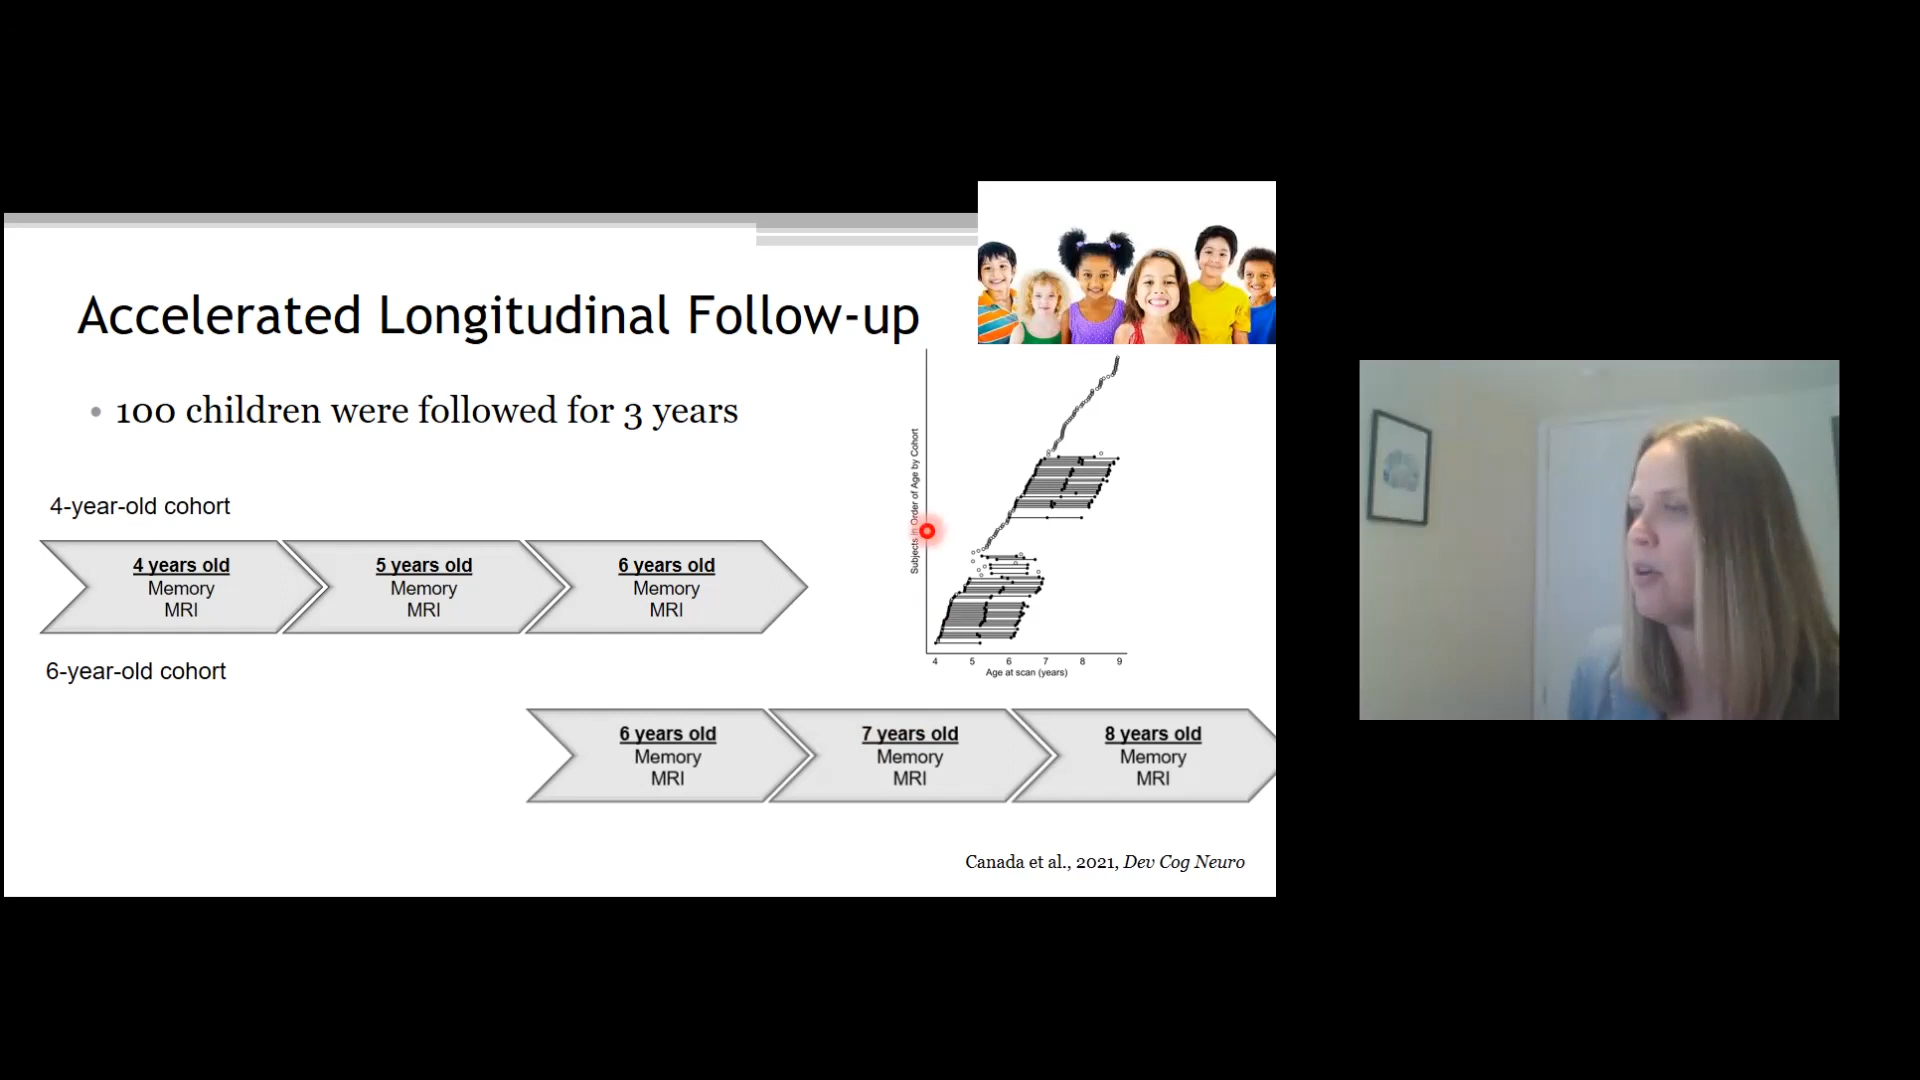 Accelerated Longitudinal Follow-up
• 100 children were followed for 3 years
4-year-old cohort
4 years old
Memory
MRI
5 years old
Memory
MRI
6 years old
Memory
MRI
6-year-old cohort
6 years old
Memory
MRI
7 years old
Memory
MRI
8 years old
Memory
MRI
Subjects in Order of Age by Cohort
4 5 6 7 8 9
Age at scan (years)
Canada et al., 2021, Dev Cog Neuro